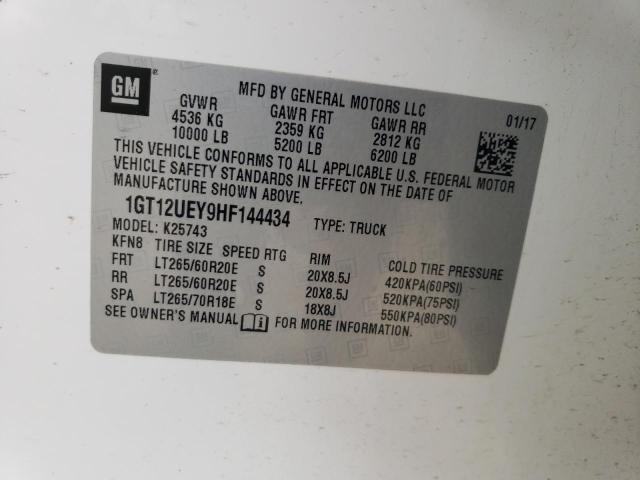 GM
MFD BY GENERAL MOTORS LLC
01/17
GVWR GAWR FRT GAWR RR
4536 KG 2359 KG 2812 KG
10000 LB 5200 LB 6200 LB
THIS VEHICLE CONFORMS TO ALL APPLICABLE U.S. FEDERAL MOTOR
VEHICLE SAFETY STANDARDS IN EFFECT ON THE DATE OF
MANUFACTURE SHOWN ABOVE.
1GT12UEY9HF144434 TYPE: TRUCK
MODEL: K25743
KFN8 TIRE SIZE SPEED RTG RIM COLD TIRE PRESSURE
FRT LT265/60R20E S 20X8.5J 420KPA(60PSI)
RR LT265/60R20E S 20X8.5J 520KPA(75PSI)
SPA LT265/70R18E S 18X8J 550KPA(80PSI)
SEE OWNER'S MANUAL FOR MORE INFORMATION.